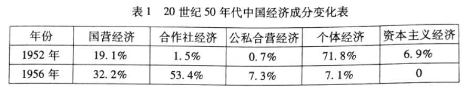 表1 20世纪50年代中国经济成分变化表
年份 国营经济 合作社经济 公私合营经济 个体经济 资本主义经济
1952年 19.1% 1.5% 0.7% 71.8% 6.9%
1956年 32.2% 53.4% 7.3% 7.1% 0